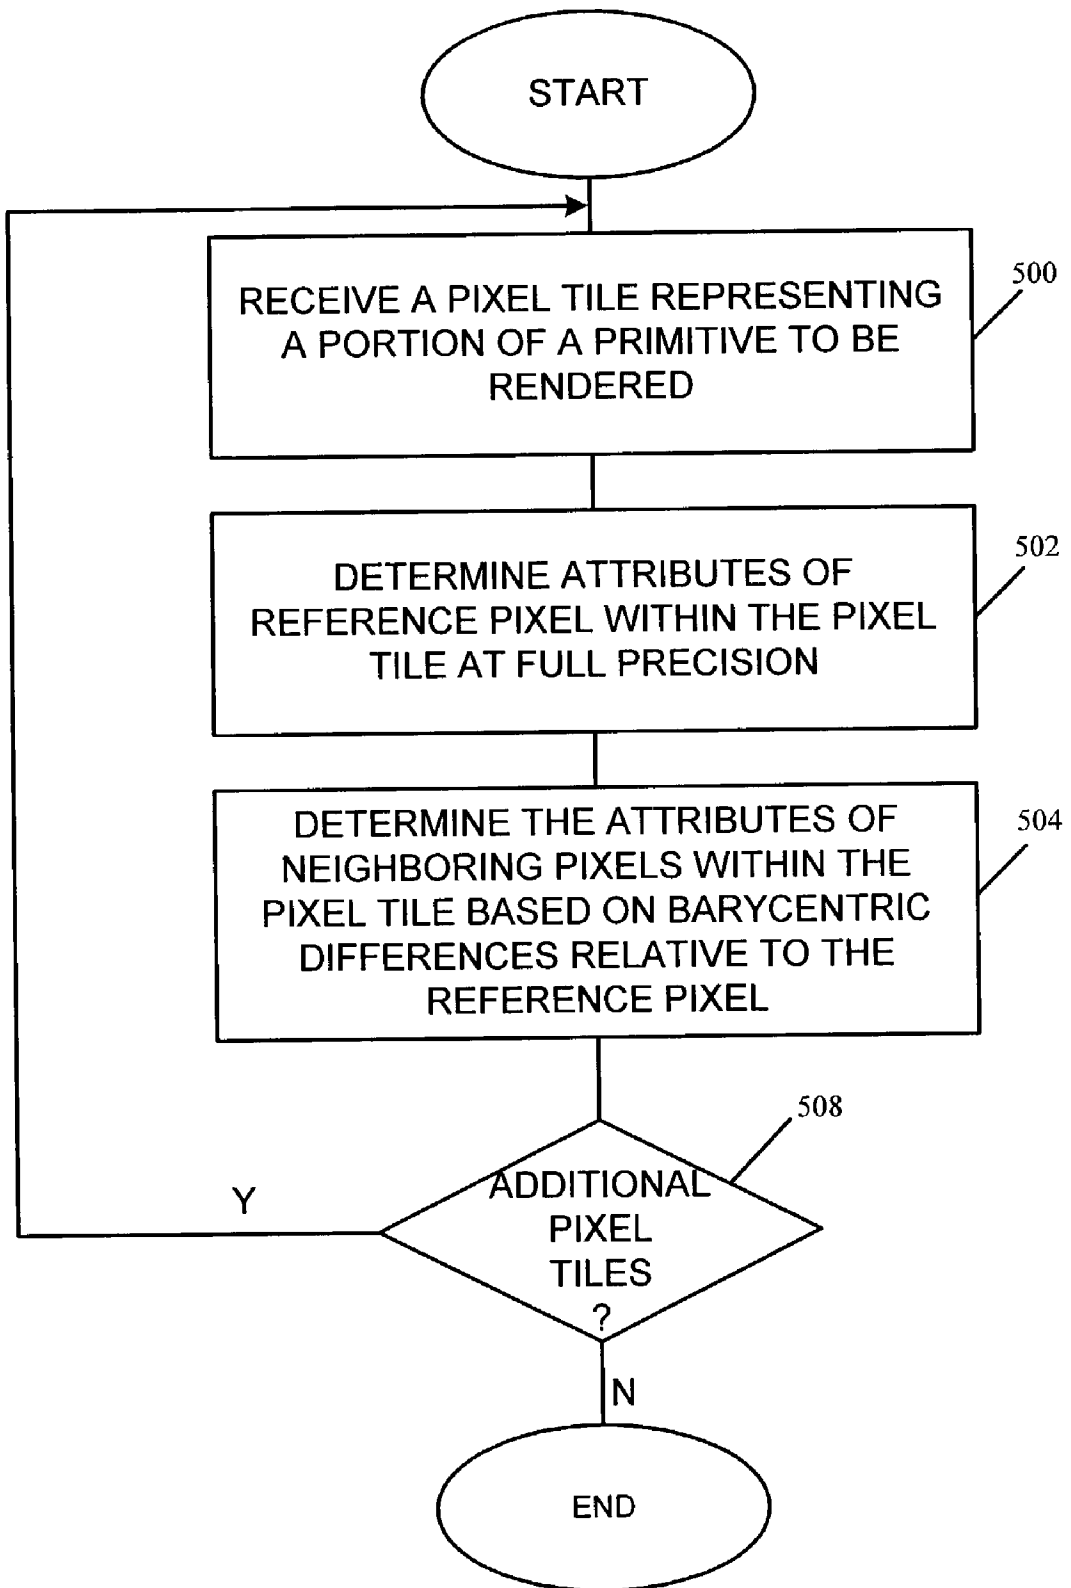 START
500
RECEIVE A PIXEL TILE REPRESENTING
A PORTION OF A PRIMITIVE TO BE
RENDERED
502
DETERMINE ATTRIBUTES OF
REFERENCE PIXEL WITHIN THE PIXEL
TILE AT FULL PRECISION
504
DETERMINE THE ATTRIBUTES OF
NEIGHBORING PIXELS WITHIN THE
PIXEL TILE BASED ON BARYCENTRIC
DIFFERENCES RELATIVE TO THE
REFERENCE PIXEL
508
ADDITIONAL
PIXEL
TILES
?
Y
N
END